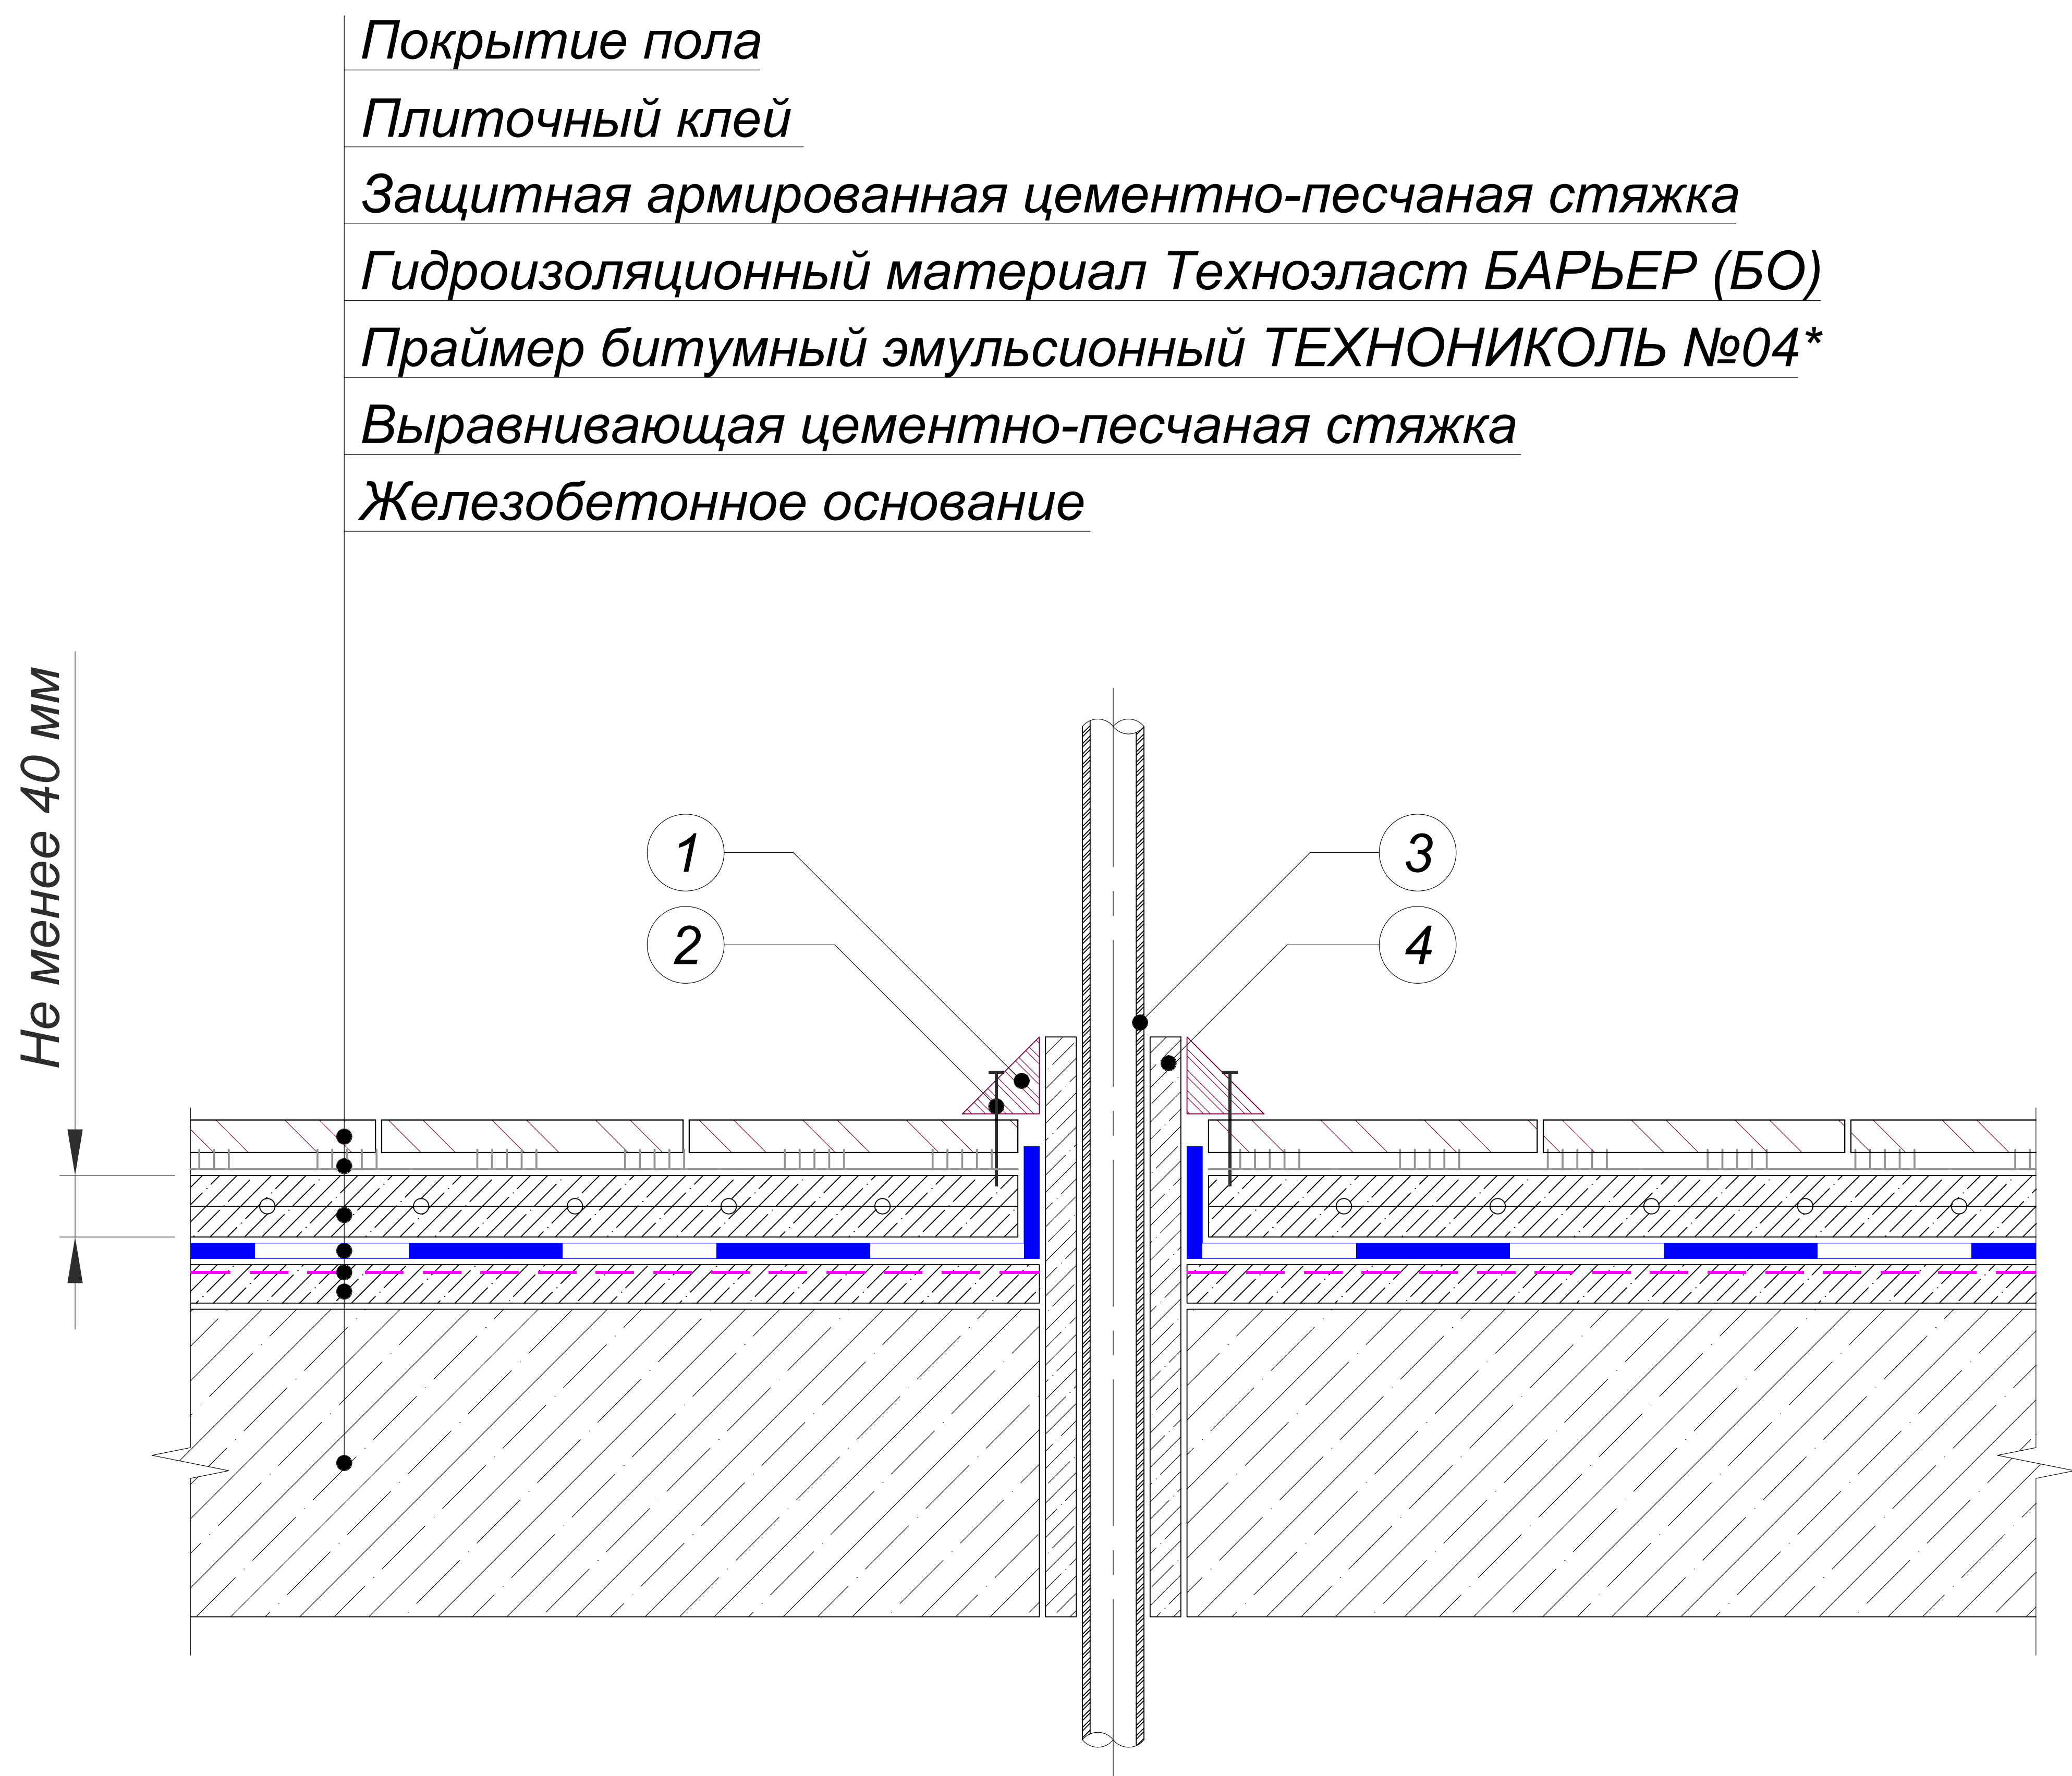 Покрытие пола
Плиточный клей
Защитная армированная цементно-песчаная стяжка
Гидроизоляционный материал Техноэласт БАРЬЕР (БО)
Праймер битумный эмульсионный ТЕХНОНИКОЛЬ №04*
Выравнивающая цементно-песчаная стяжка
Железобетонное основание
Не менее 40 мм
1
2
3
4